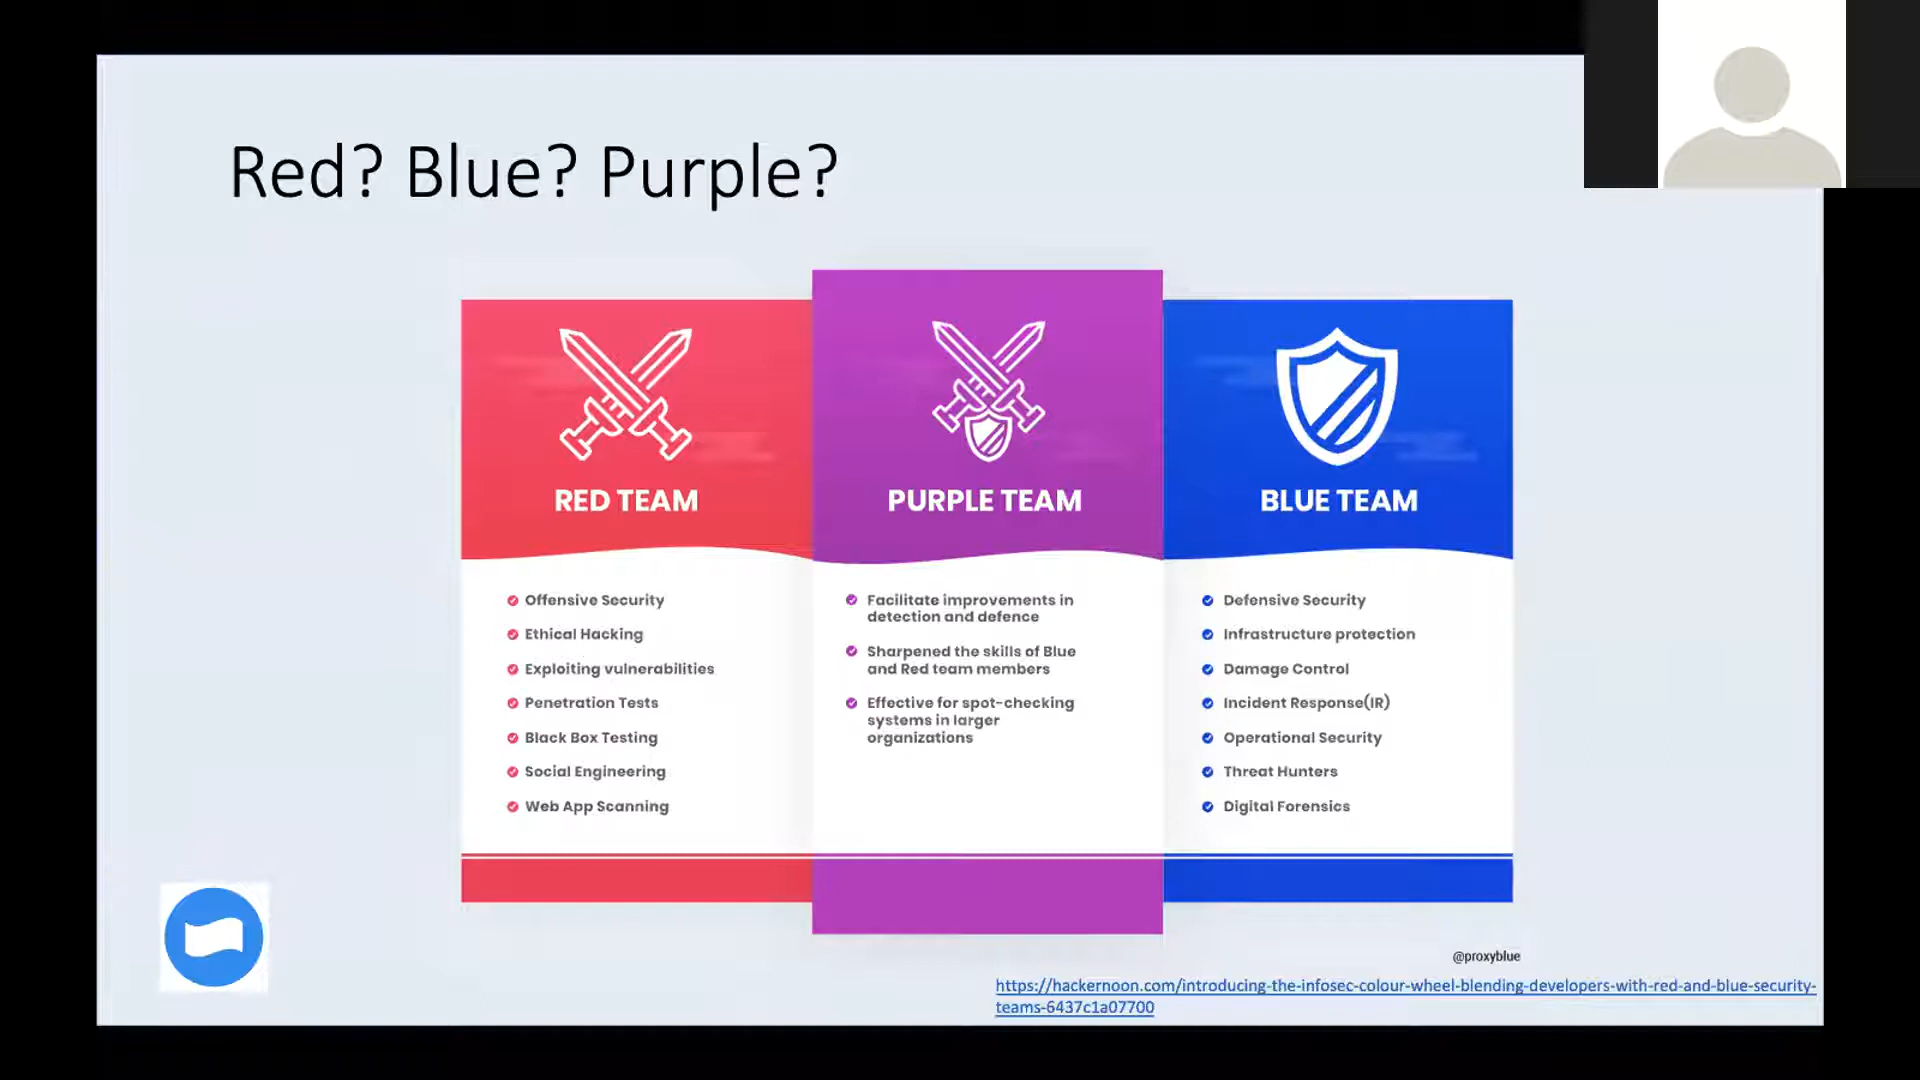 Red? Blue? Purple?
RED TEAM
Offensive Security
Ethical Hacking
Exploiting vulnerabilities
Penetration Tests
Black Box Testing
Social Engineering
Web App Scanning
PURPLE TEAM
Facilitate improvements in
detection and defence
Sharpened the skills of Blue
and Red team members
Effective for spot-checking
systems in larger
organizations
BLUE TEAM
Defensive Security
Infrastructure protection
Damage Control
Incident Response(IR)
Operational Security
Threat Hunters
Digital Forensics
@proxyblue
https://hackernoon.com/introducing-the-infosec-colour-wheel-blending-developers-with-red-and-blue-security-
teams-6437c1a07700